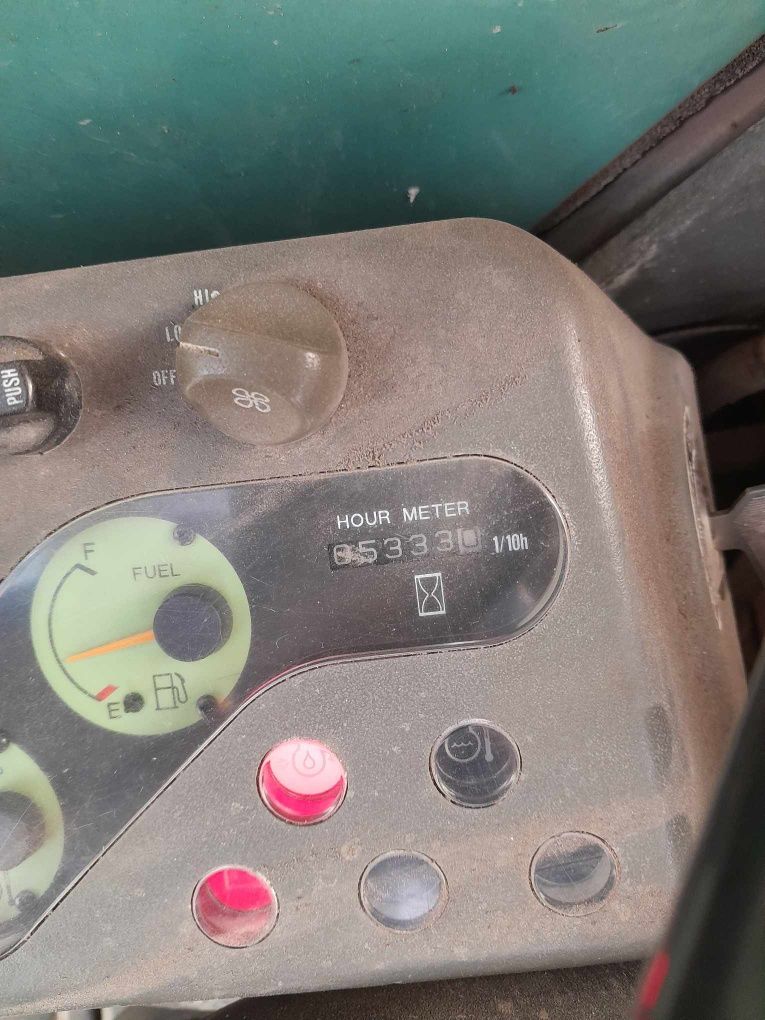 HI
LO
OFF
PUSH
HOUR METER
053330 1/10h
F
FUEL
E